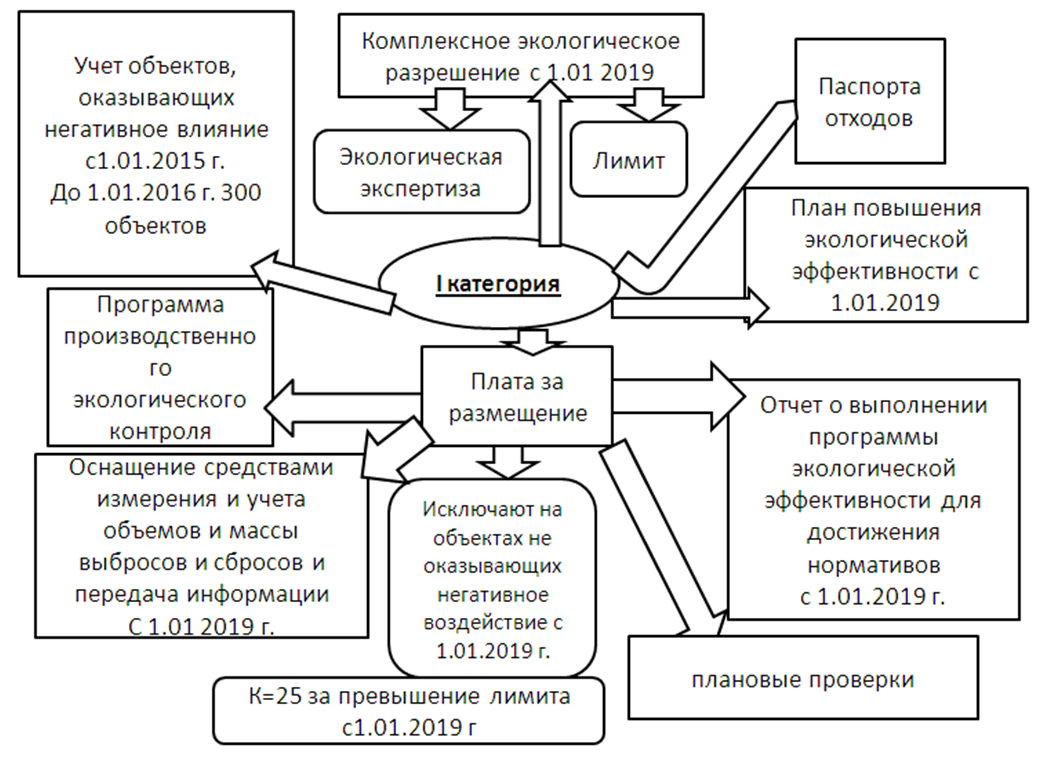 Учет объектов,
оказывающих
негативное влияние
с1.01.2015 г.
До 1.01.2016 г. 300
объектов
Комплексное экологическое
разрешение с 1.01 2019
Экологическая
экспертиза
Лимит
Паспорта
отходов
План повышения
экологической
эффективности с
1.01.2019
I категория
Программа
производственно
го
экологического
контроля
Плата за
размещение
Отчет о выполнении
программы
экологической
эффективности для
достижения
нормативов
с 1.01.2019 г.
Оснащение средствами
измерения и учета
объемов и массы
выбросов и сбросов и
передача информации
С 1.01 2019 г.
Исключают на
объектах не
оказывающих
негативное
воздействие с
1.01.2019 г.
плановые проверки
К=25 за превышение лимита
с1.01.2019 г